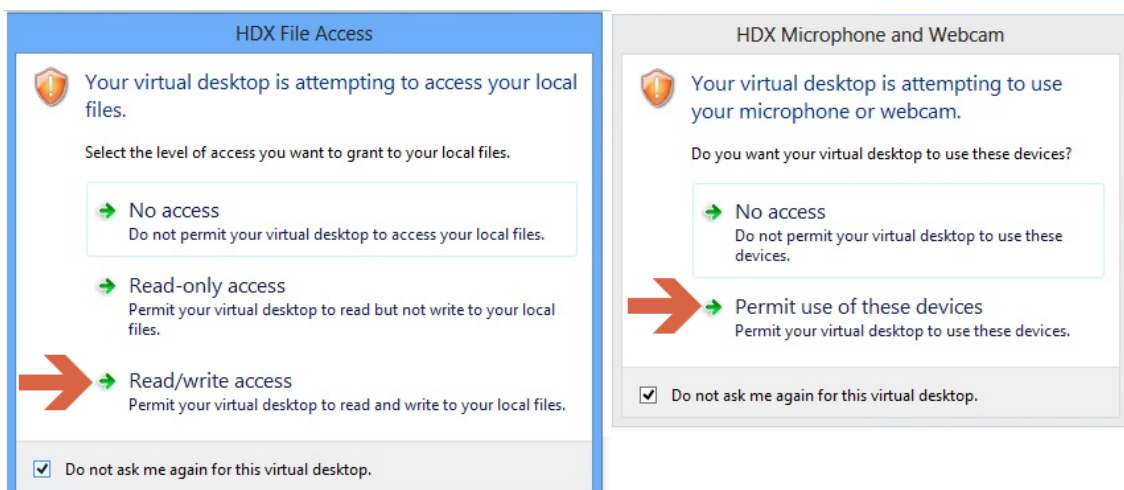 HDX File Access
Your virtual desktop is attempting to access your local
files.
Select the level of access you want to grant to your local files.
No access
Do not permit your virtual desktop to access your local files.
Read-only access
Permit your virtual desktop to read but not write to your local
files.
Read/write access
Permit your virtual desktop to read and write to your local files.
Do not ask me again for this virtual desktop.
HDX Microphone and Webcam
Your virtual desktop is attempting to use
your microphone or webcam.
Do you want your virtual desktop to use these devices?
No access
Do not permit your virtual desktop to use these
devices.
Permit use of these devices
Permit your virtual desktop to use these devices.
Do not ask me again for this virtual desktop.